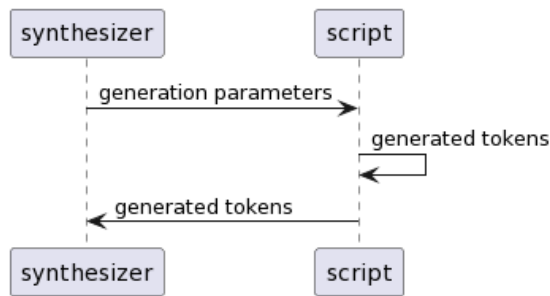 synthesizer script
generation parameters
generated tokens
generated tokens
synthesizer script